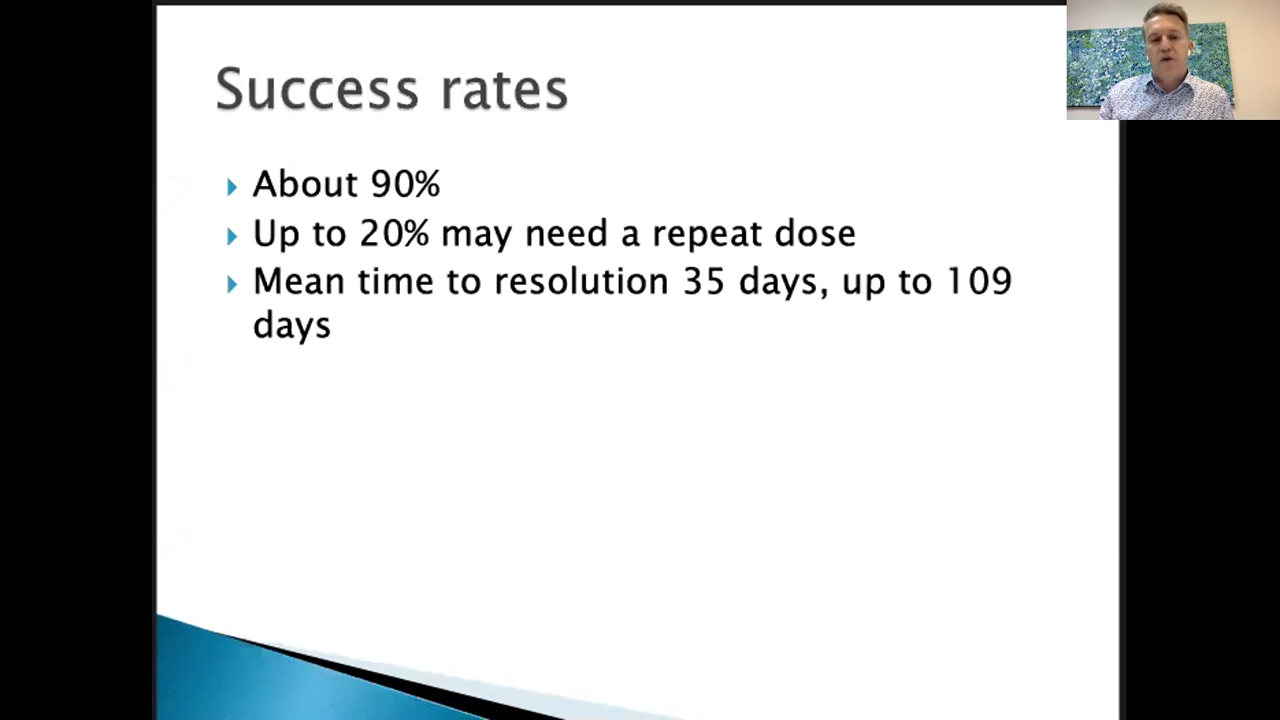 Success rates
About 90%
Up to 20% may need a repeat dose
Mean time to resolution 35 days, up to 109
days